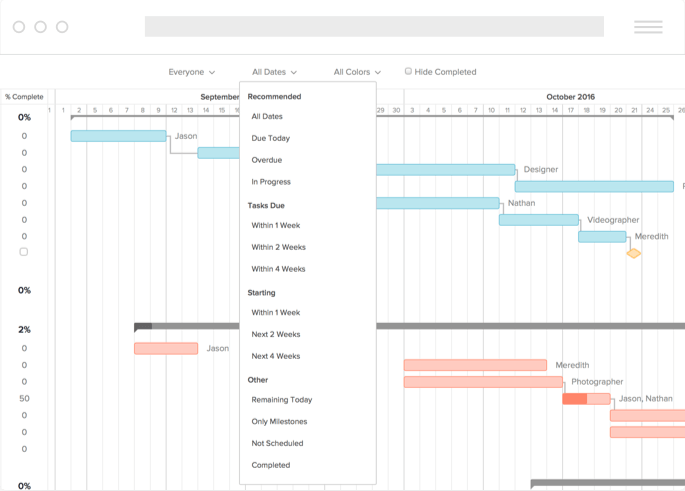 Everyone All Dates All Colors Hide Completed
% Complete
October 2016
1 1 2 5 6 7 8 9 12 13 14 15 16 29 30 3 4 5 6 7 10 11 12 13 14 17 18 19 20 21 24 25 26
Recommended
All Dates
Due Today
Overdue
In Progress
Tasks Due
Within 1 Week
Within 2 Weeks
Within 4 Weeks
Starting
Within 1 Week
Next 2 Weeks
Next 4 Weeks
Other
Remaining Today
Only Milestones
Not Scheduled
Completed
0%
0 Jason
0
0 Designer
0
0 Nathan
0 Videographer
0 Meredith
0%
2%
0 Jason
0 Meredith
0 Photographer
50 Jason, Nathan
0
0
0
0%